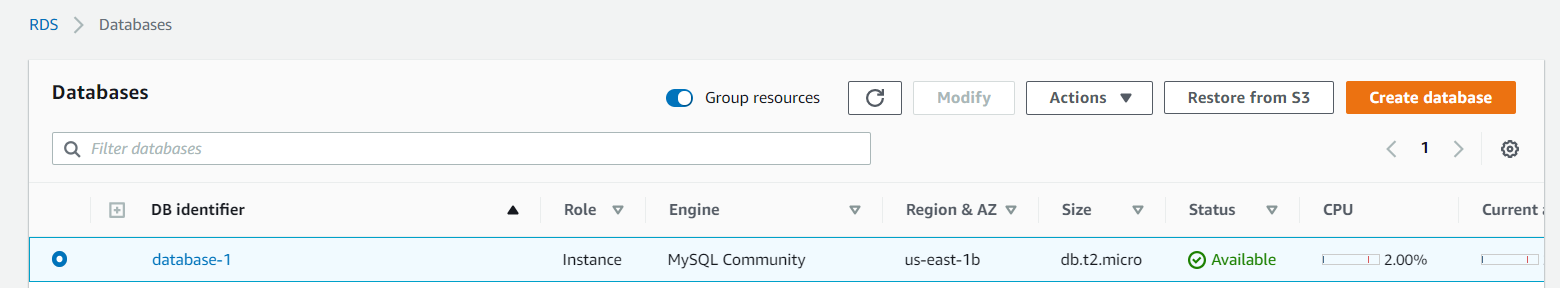 RDS > Databases
Databases
Group resources
Modify
Actions
Restore from S3
Create database
Filter databases
1
DB identifier Role Engine Region & AZ Size Status CPU Current
database-1 Instance MySQL Community us-east-1b db.t2.micro Available 2.00%